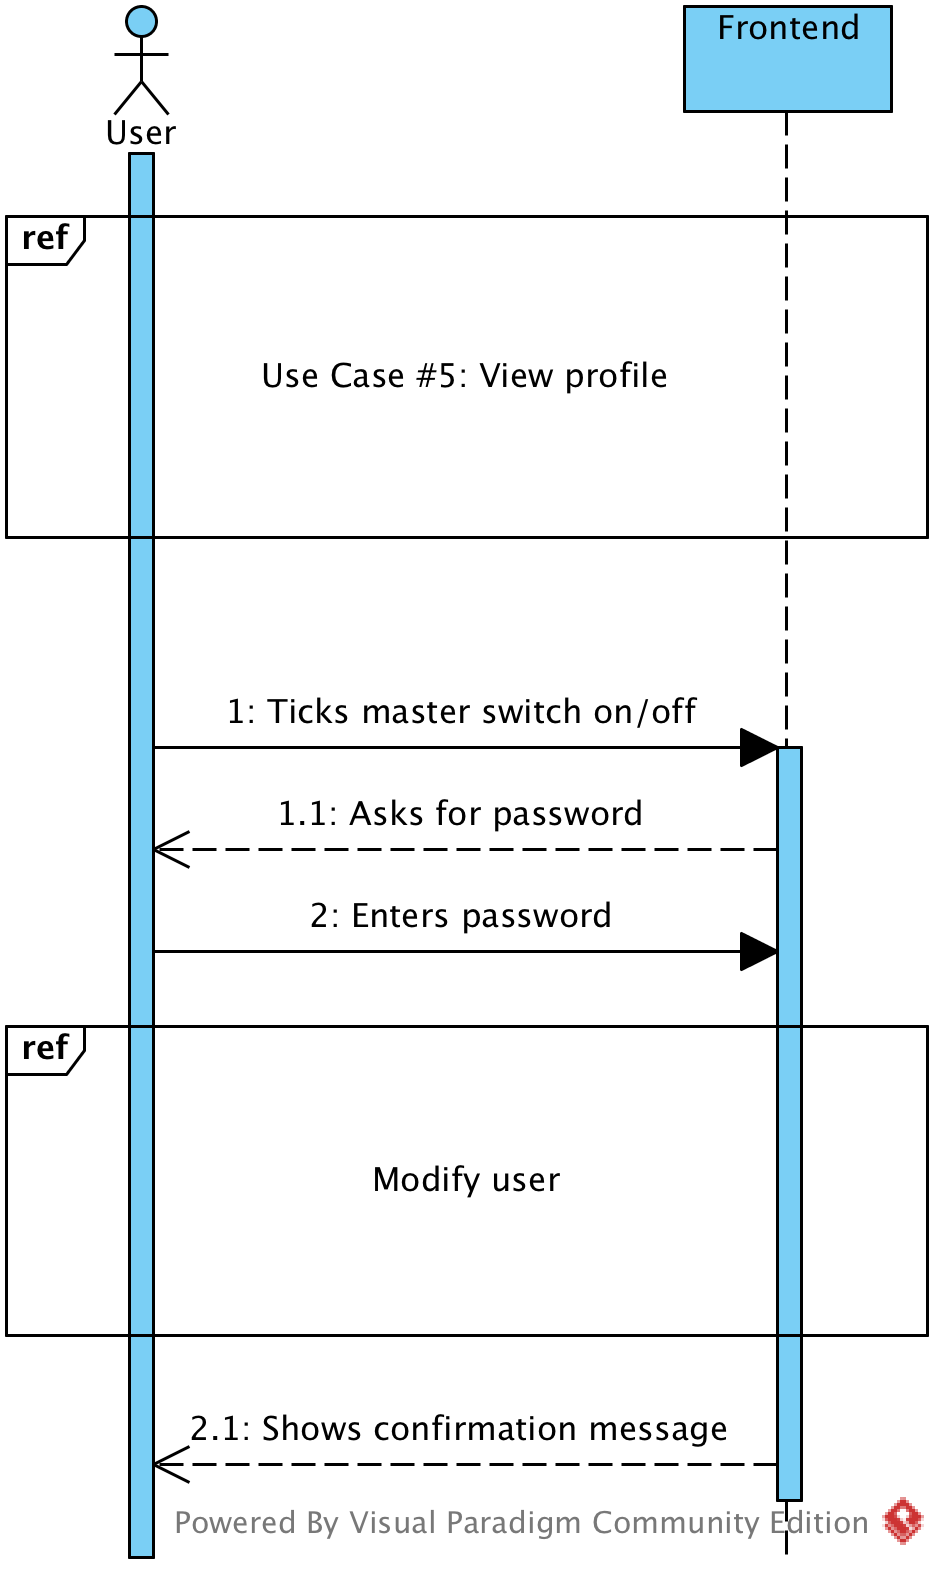 Frontend
User
ref
Use Case #5: View profile
1: Ticks master switch on/off
1.1: Asks for password
2: Enters password
ref
Modify user
2.1: Shows confirmation message
Powered By Visual Paradigm Community Edition